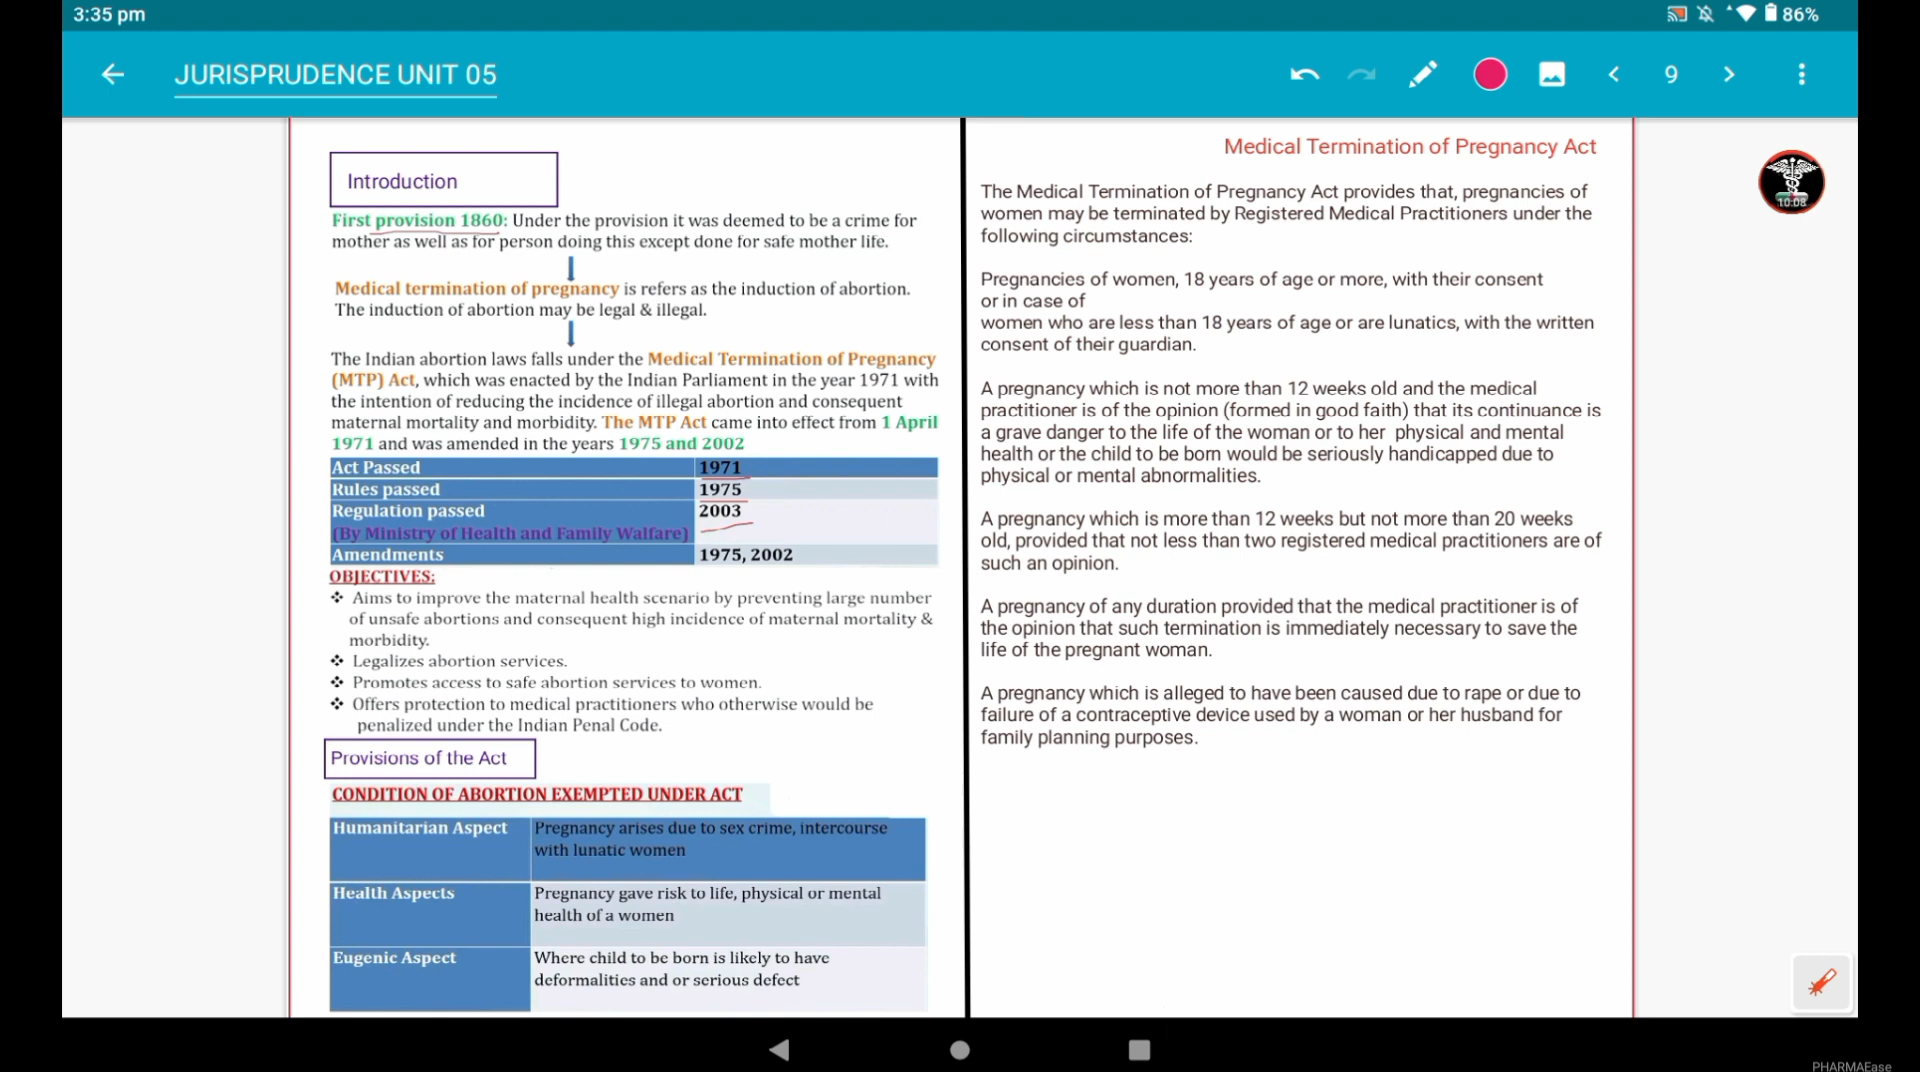 3:35 pm
86%
JURISPRUDENCE UNIT 05
9
Introduction
First provision 1860: Under the provision it was deemed to be a crime for
mother as well as for person doing this except done for safe mother life.
Medical termination of pregnancy is refers as the induction of abortion.
The induction of abortion may be legal & illegal.
The Indian abortion laws falls under the Medical Termination of Pregnancy
(MTP) Act, which was enacted by the Indian Parliament in the year 1971 with
the intention of reducing the incidence of illegal abortion and consequent
maternal mortality and morbidity. The MTP Act came into effect from 1 April
1971 and was amended in the years 1975 and 2002
Act Passed 1971
Rules passed 1975
Regulation passed 2003
(By Ministry of Health and Family Walfare)
Amendments 1975, 2002
OBJECTIVES:
❖ Aims to improve the maternal health scenario by preventing large number
of unsafe abortions and consequent high incidence of maternal mortality &
morbidity.
❖ Legalizes abortion services.
❖ Promotes access to safe abortion services to women.
❖ Offers protection to medical practitioners who otherwise would be
penalized under the Indian Penal Code.
Provisions of the Act
CONDITION OF ABORTION EXEMPTED UNDER ACT
Humanitarian Aspect Pregnancy arises due to sex crime, intercourse
with lunatic women
Health Aspects Pregnancy gave risk to life, physical or mental
health of a women
Eugenic Aspect Where child to be born is likely to have
deformalities and or serious defect
Medical Termination of Pregnancy Act
The Medical Termination of Pregnancy Act provides that, pregnancies of
women may be terminated by Registered Medical Practitioners under the
following circumstances:
Pregnancies of women, 18 years of age or more, with their consent
or in case of
women who are less than 18 years of age or are lunatics, with the written
consent of their guardian.
A pregnancy which is not more than 12 weeks old and the medical
practitioner is of the opinion (formed in good faith) that its continuance is
a grave danger to the life of the woman or to her physical and mental
health or the child to be born would be seriously handicapped due to
physical or mental abnormalities.
A pregnancy which is more than 12 weeks but not more than 20 weeks
old, provided that not less than two registered medical practitioners are of
such an opinion.
A pregnancy of any duration provided that the medical practitioner is of
the opinion that such termination is immediately necessary to save the
life of the pregnant woman.
A pregnancy which is alleged to have been caused due to rape or due to
failure of a contraceptive device used by a woman or her husband for
family planning purposes.
10:08
PHARMAEase